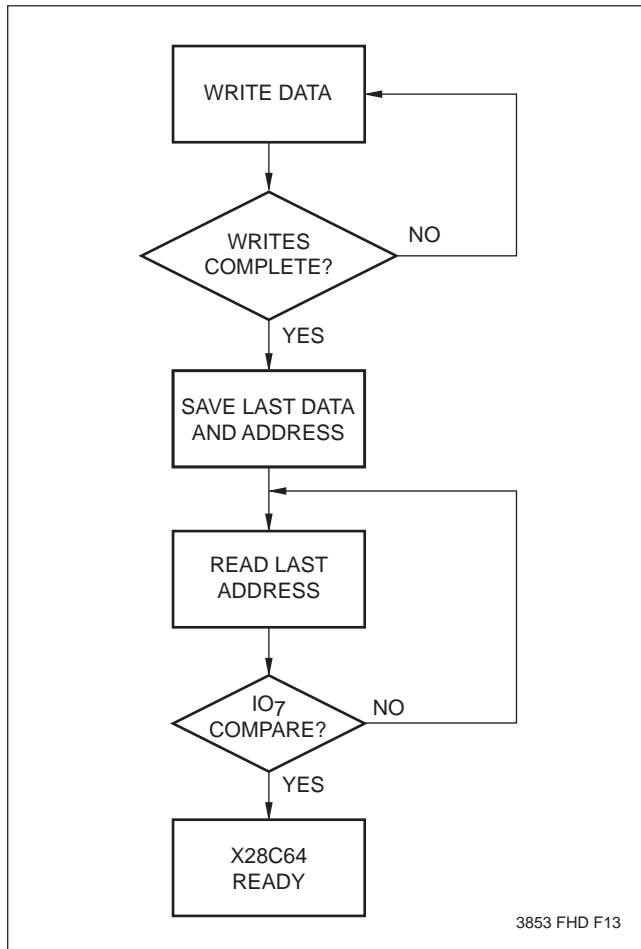 WRITE DATA
WRITES
COMPLETE?
NO
YES
SAVE LAST DATA
AND ADDRESS
READ LAST
ADDRESS
IO7
COMPARE?
NO
YES
X28C64
READY
3853 FHD F13